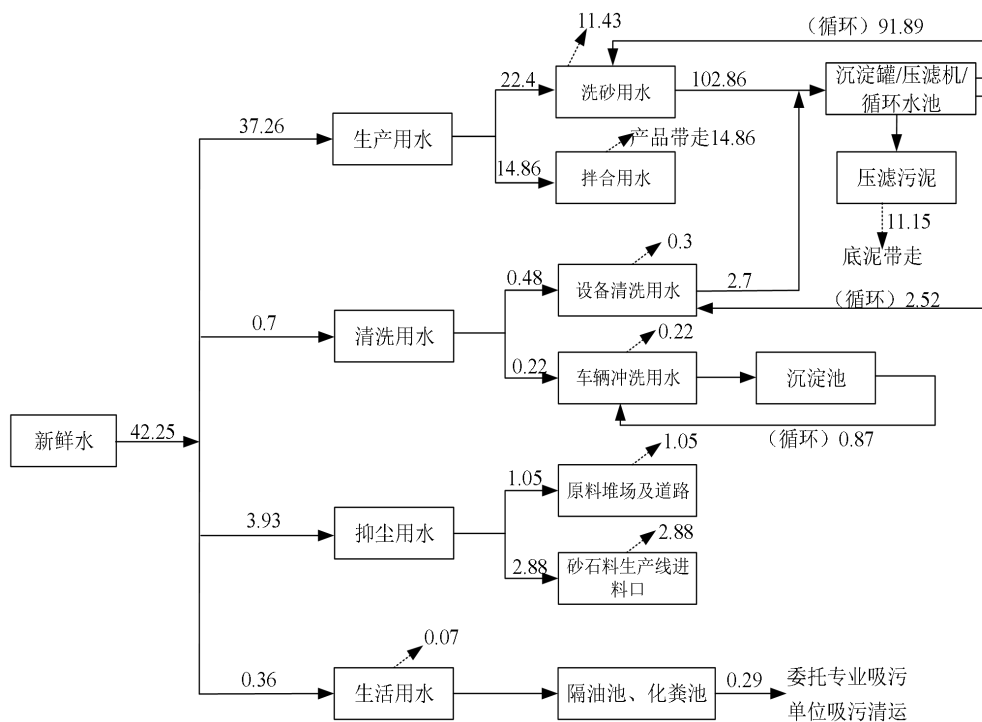 11.43
（循环）91.89
22.4
洗砂用水
102.86
沉淀罐/压滤机/
循环水池
37.26
生产用水
产品带走14.86
14.86
拌合用水
压滤污泥
11.15
底泥带走
0.3
0.48
设备清洗用水
2.7
（循环）2.52
0.7
清洗用水
0.22
0.22
车辆冲洗用水
沉淀池
（循环）0.87
新鲜水
42.25
1.05
1.05
原料堆场及道路
3.93
抑尘用水
2.88
2.88
砂石料生产线进
料口
0.07
0.36
生活用水
隔油池、化粪池
0.29
委托专业吸污
单位吸污清运